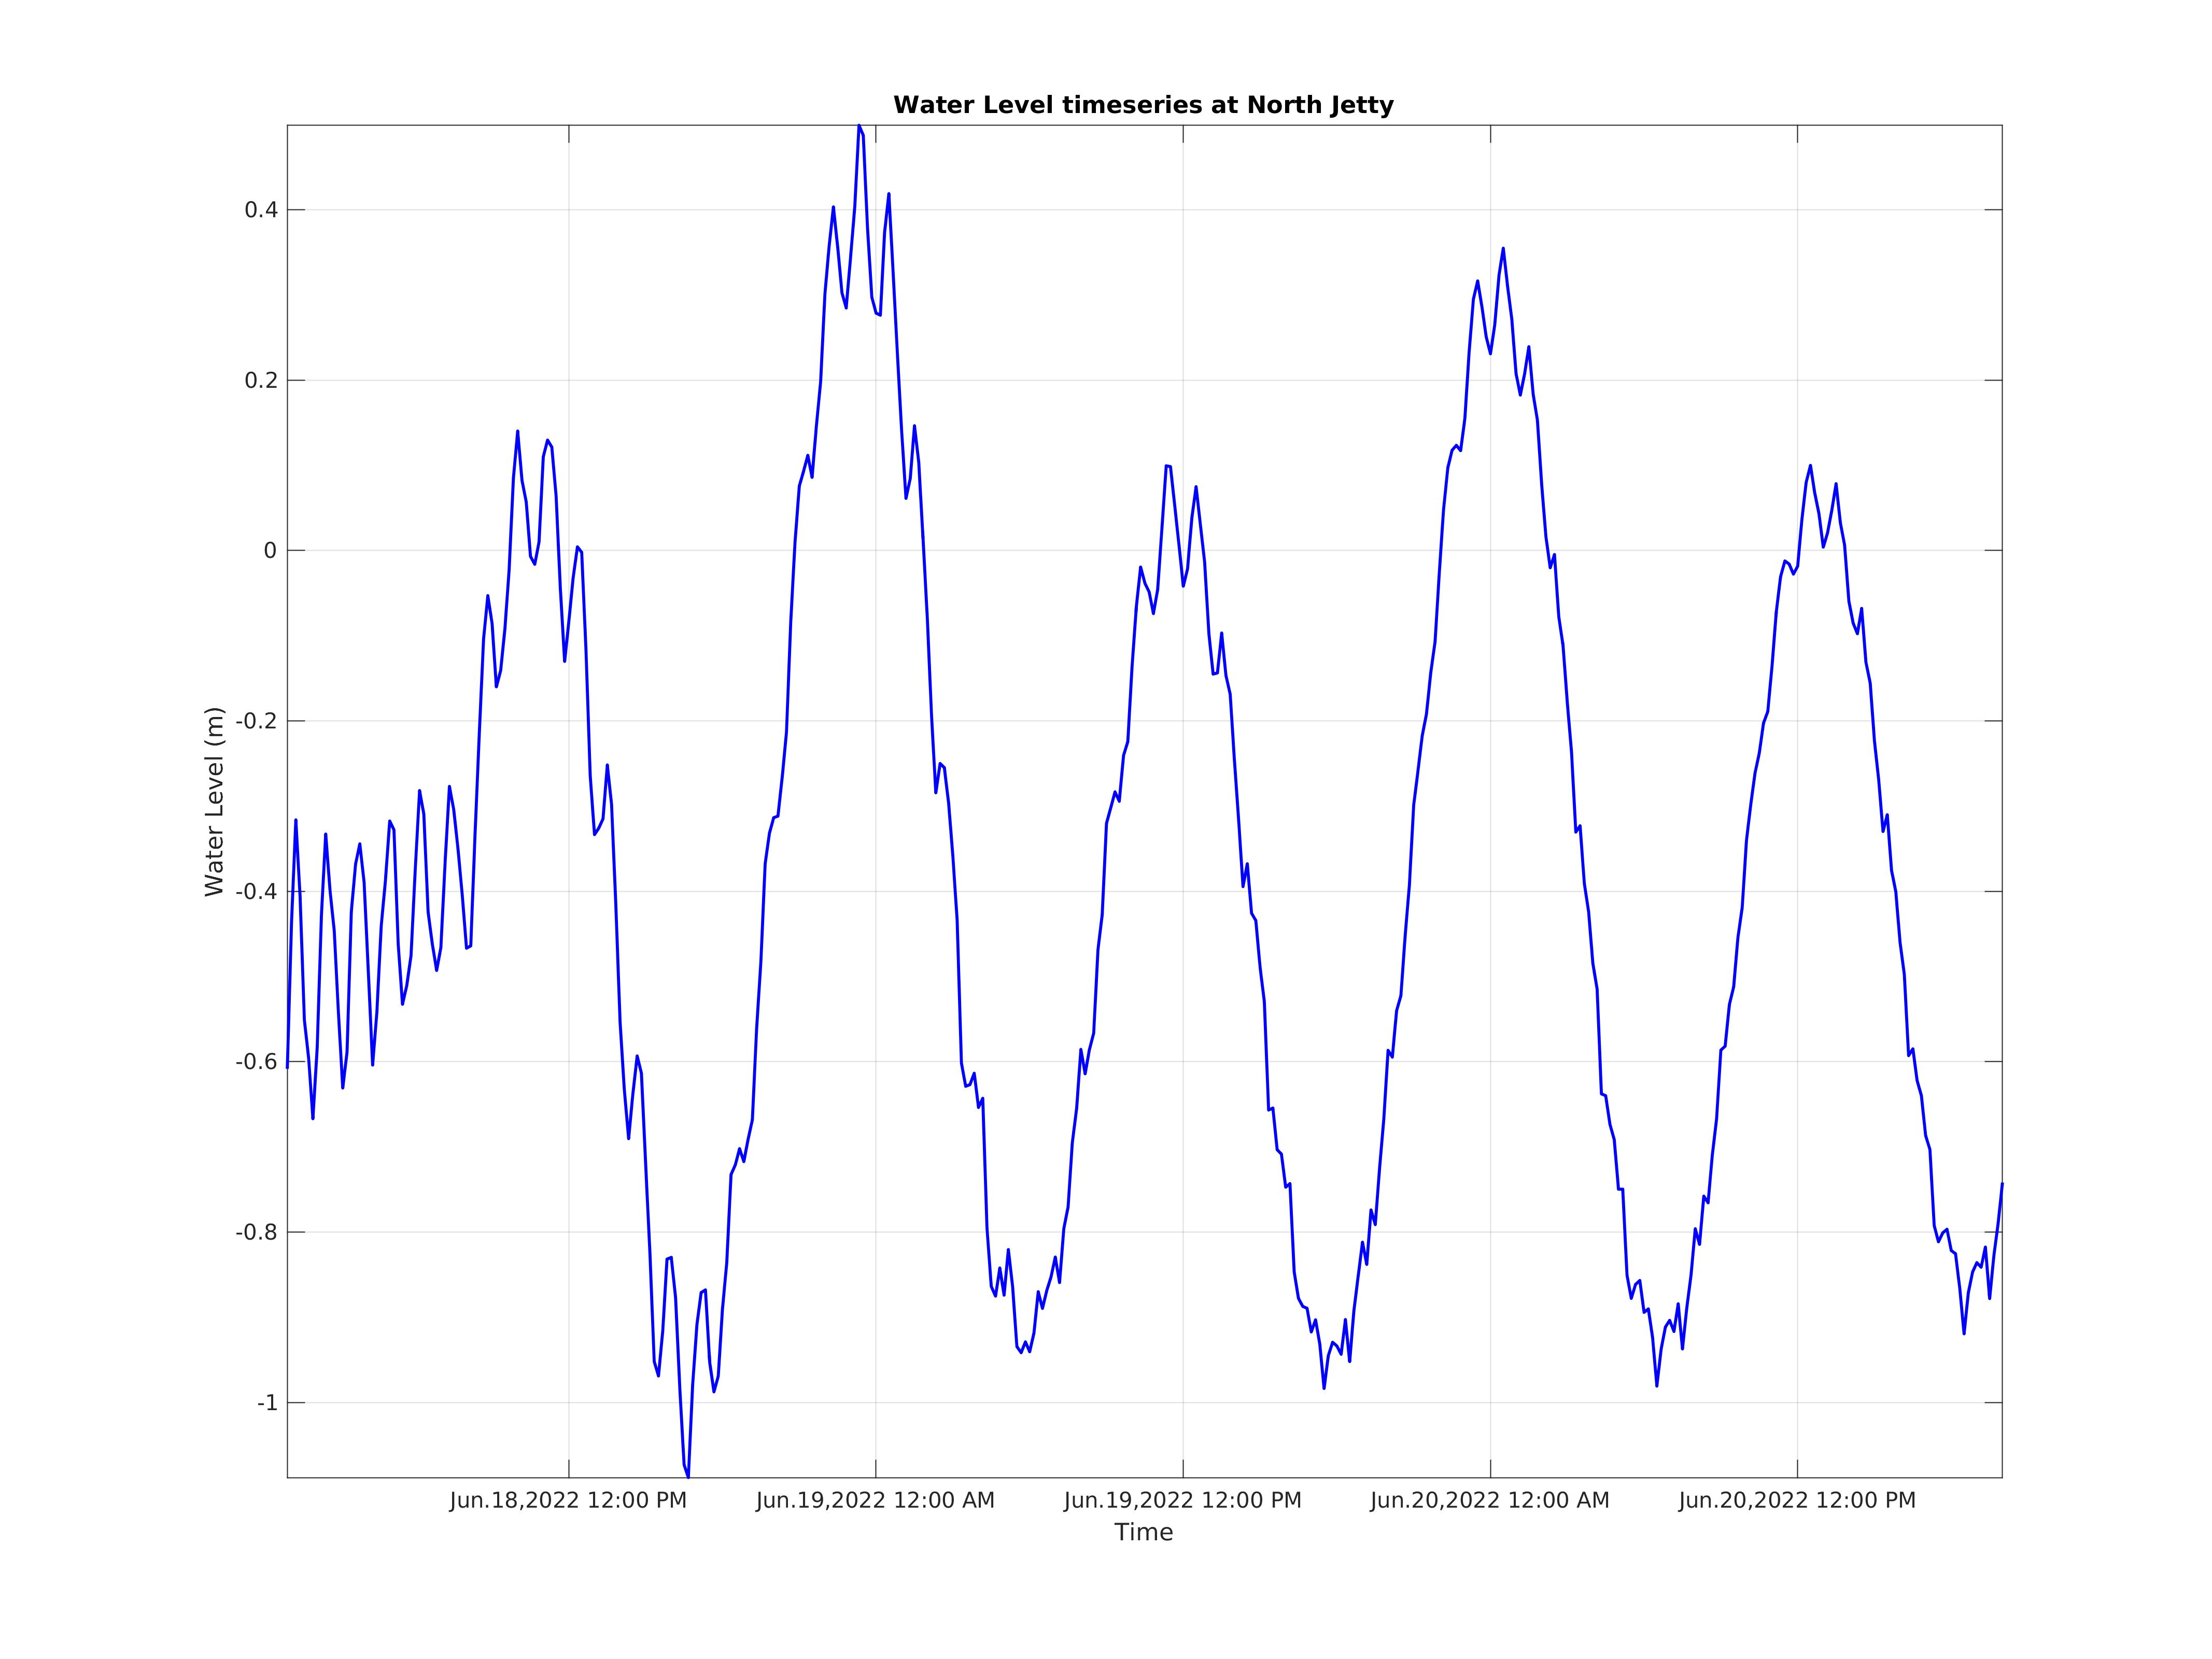 Water Level timeseries at North Jetty
0.4
0.2
0
-0.2
-0.4
-0.6
-0.8
-1
Water Level (m)
Jun.18,2022 12:00 PM
Jun.19,2022 12:00 AM
Jun.19,2022 12:00 PM
Jun.20,2022 12:00 AM
Jun.20,2022 12:00 PM
Time